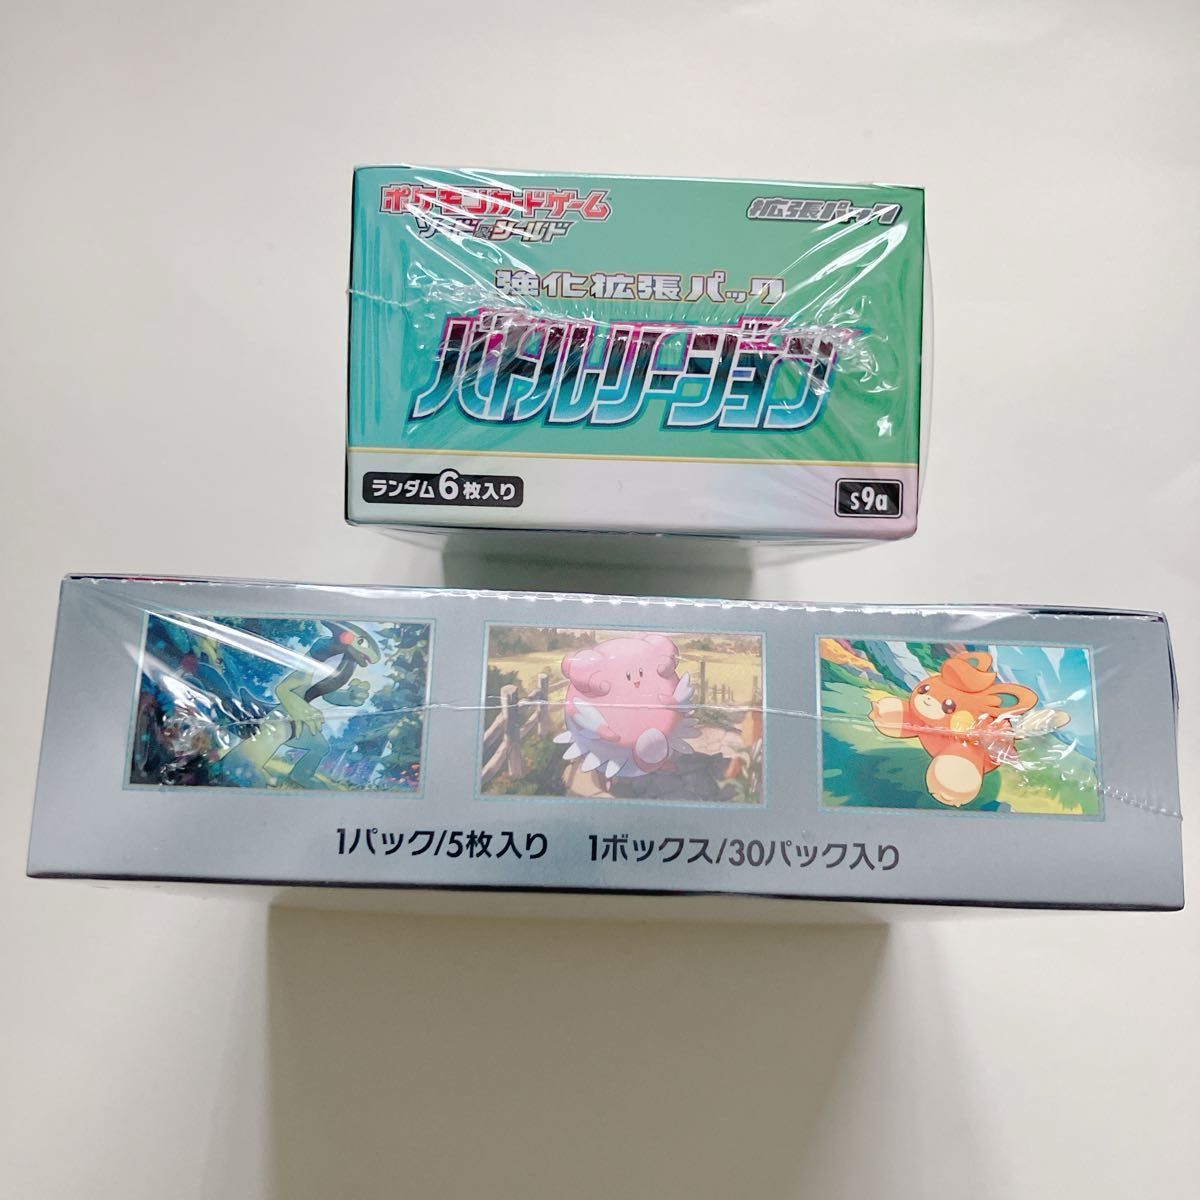 ポケモンカードゲーム
ソード&シールド
拡張パック
強化拡張パック
バトルリージョン
ランダム6枚入り
s9a
1パック/5枚入り 1ボックス/30パック入り